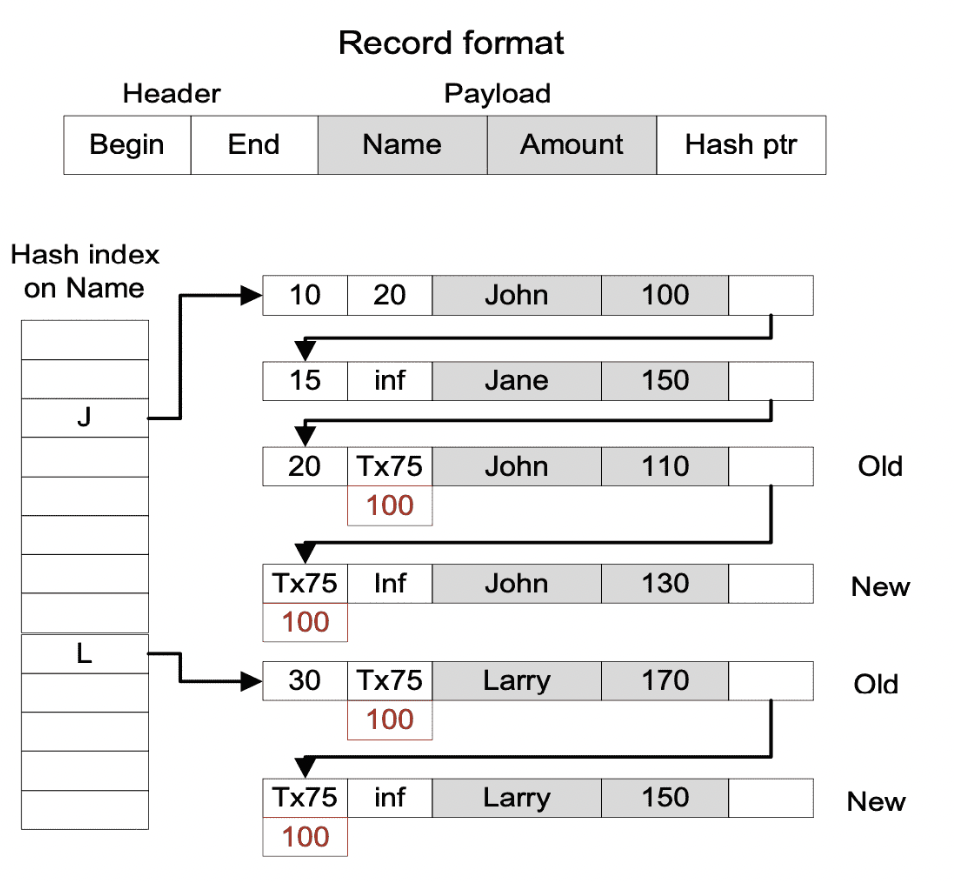 Record format
Header Payload
Begin End Name Amount Hash ptr
Hash index
on Name
10 20 John 100
15 inf Jane 150
J
20 Tx75 John 110 Old
100
Tx75 Inf John 130 New
100
L
30 Tx75 Larry 170 Old
100
Tx75 inf Larry 150 New
100